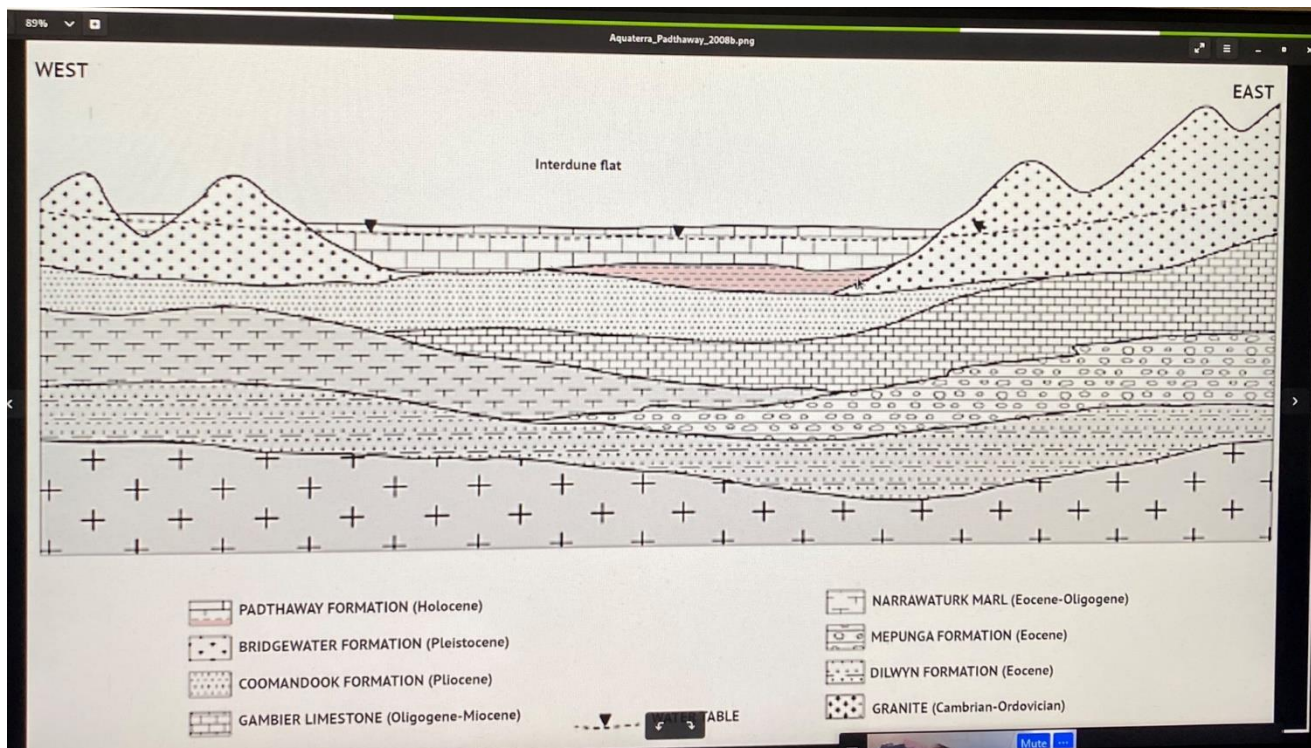 89%
Aquaterra_Padthaway_2008b.png
WEST
EAST
Interdune flat
PADTHAWAY FORMATION (Holocene)
BRIDGEWATER FORMATION (Pleistocene)
COOMANDOOK FORMATION (Pliocene)
GAMBIER LIMESTONE (Oligogene-Miocene)
WATER TABLE
NARRAWATURK MARL (Eocene-Oligogene)
MEPUNGA FORMATION (Eocene)
DILWYN FORMATION (Eocene)
GRANITE (Cambrian-Ordovician)
Mute